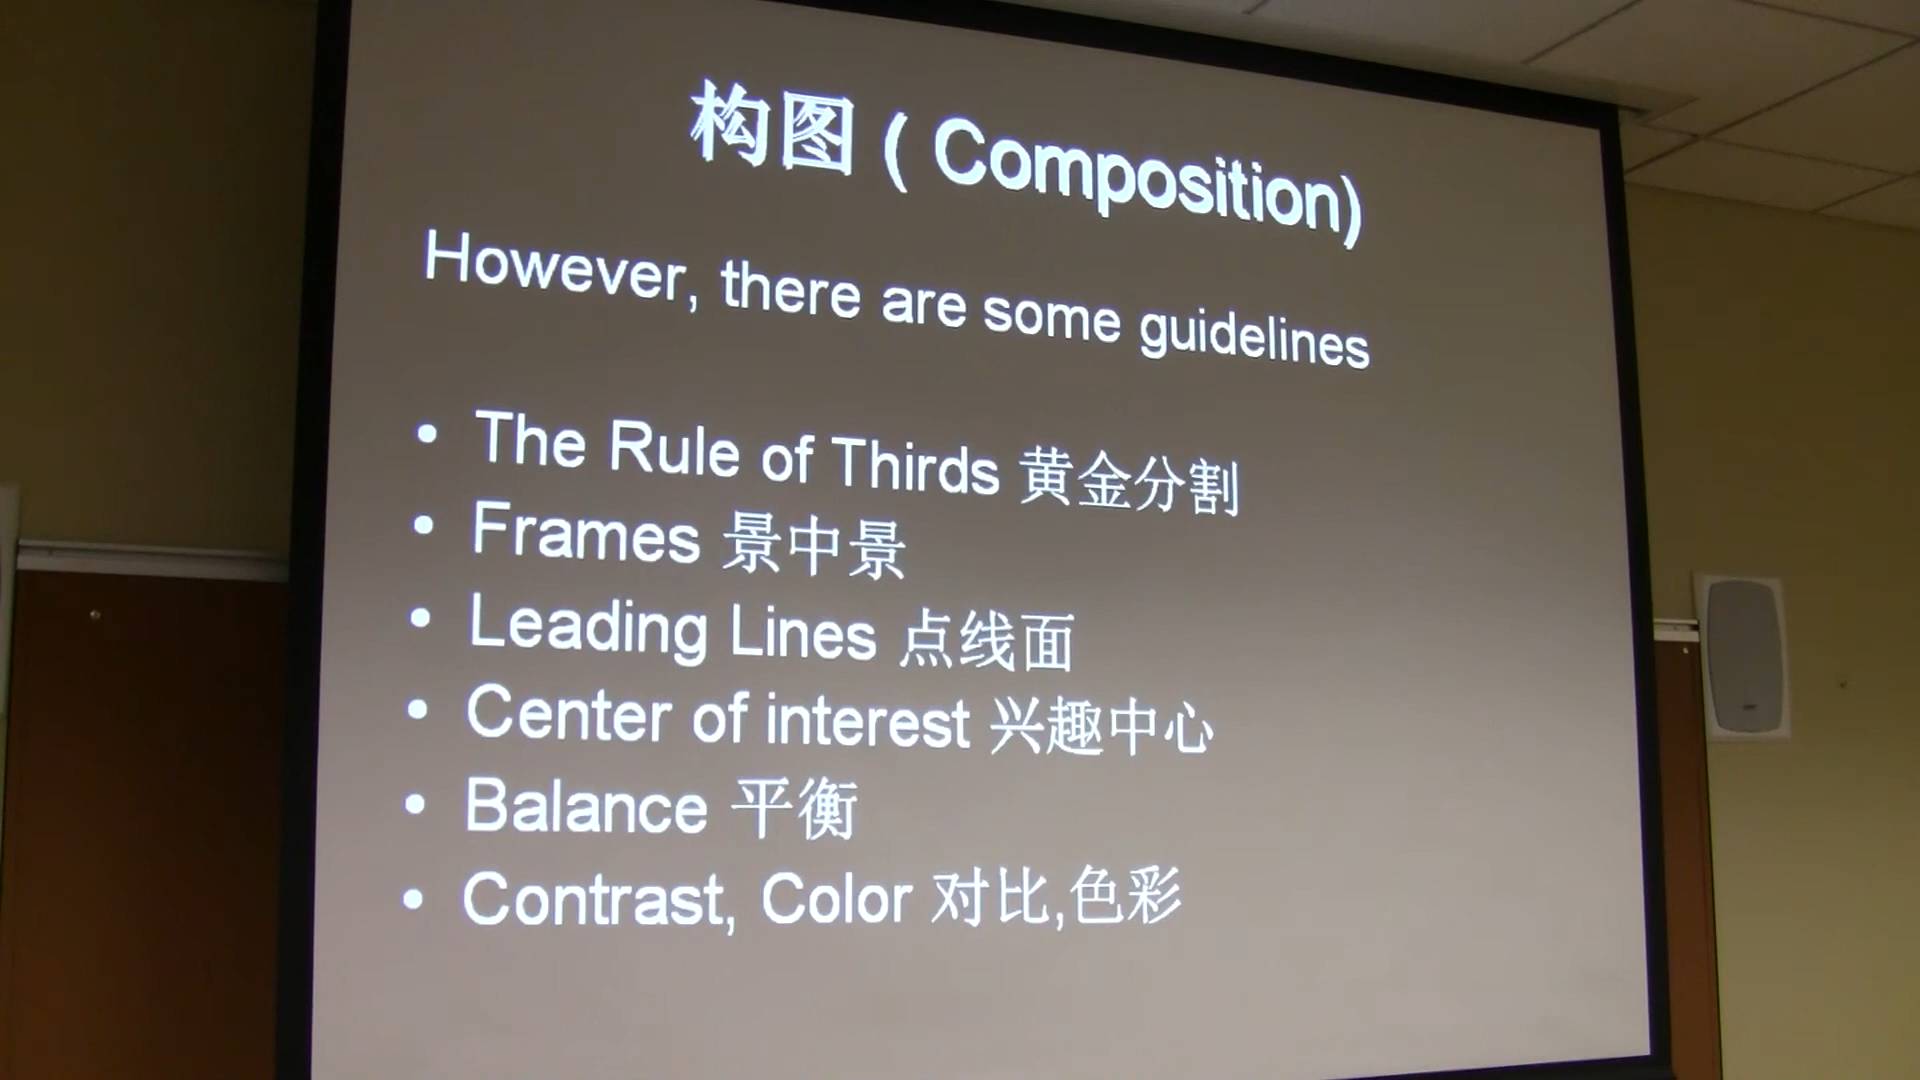 构图 ( Composition)
However, there are some guidelines
• The Rule of Thirds 黄金分割
• Frames 景中景
• Leading Lines 点线面
• Center of interest 兴趣中心
• Balance 平衡
• Contrast, Color 对比,色彩